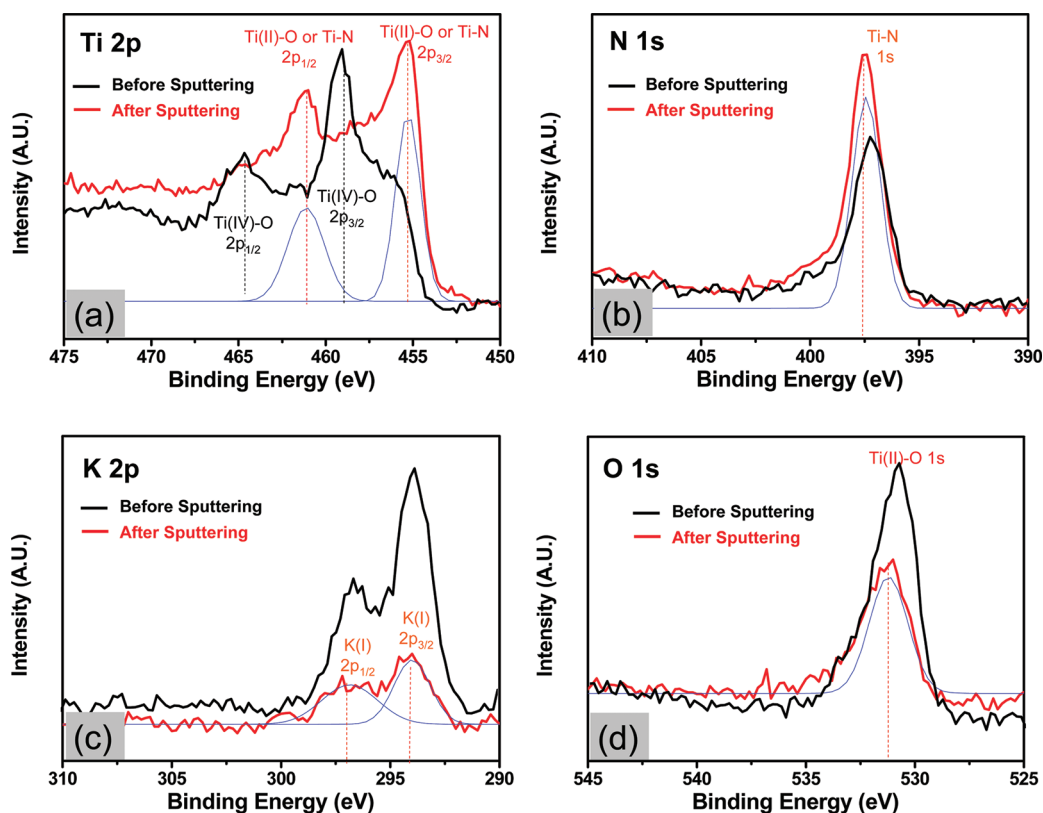 Ti 2p
Before Sputtering
After Sputtering
Ti(II)-O or Ti-N
2p1/2
Ti(II)-O or Ti-N
2p3/2
Ti(IV)-O
2p1/2
Ti(IV)-O
2p3/2
Intensity (A.U.)
(a)
475 470 465 460 455 450
Binding Energy (eV)
N 1s
Before Sputtering
After Sputtering
Ti-N
1s
Intensity (A.U.)
(b)
410 405 400 395 390
Binding Energy (eV)
K 2p
Before Sputtering
After Sputtering
K(I)
2p1/2
K(I)
2p3/2
Intensity (A.U.)
(c)
310 305 300 295 290
Binding Energy (eV)
O 1s
Before Sputtering
After Sputtering
Ti(II)-O 1s
Intensity (A.U.)
(d)
545 540 535 530 525
Binding Energy (eV)